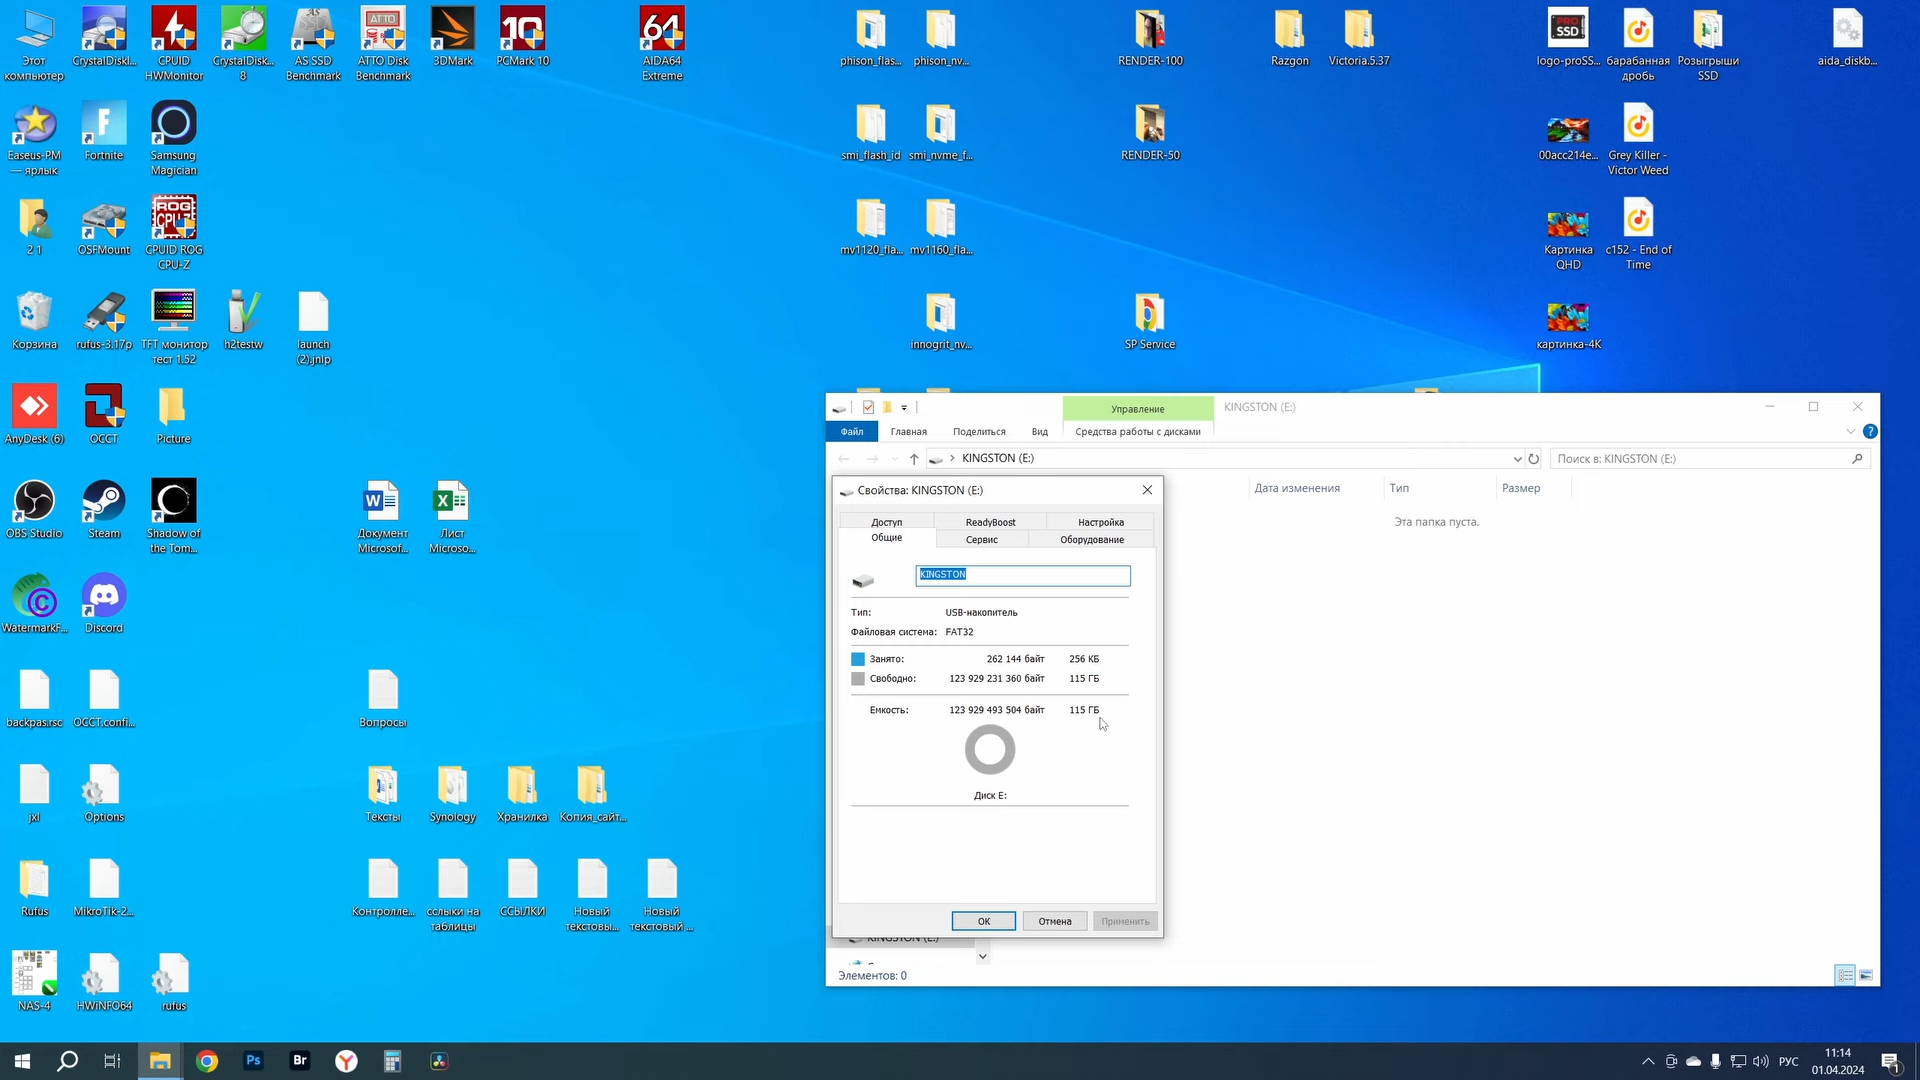 Этот
компьютер
CrystalDiskI...
CPUID
HWMonitor
CrystalDisk...
8
AS SSD
Benchmark
ATTO Disk
Benchmark
3DMark
PCMark 10
AIDA64
Extreme
phison_flas...
phison_nv...
RENDER-100
Razgon
Victoria.5.37
logo-proSS...
барабанная
дробь
Розыгрыши
SSD
aida_diskb...
Easeus-PM
— ярлык
Fortnite
Samsung
Magician
smi_flash_id
smi_nvme_f...
RENDER-50
00acc214e...
Grey Killer -
Victor Weed
2 1
OSFMount
CPUID ROG
CPU-Z
mv1120_fla...
mv1160_fla...
Картинка
QHD
c152 - End of
Time
Корзина
rufus-3.17p
TFT монитор
тест 1.52
h2testw
launch
(2).jnlp
innogrit_nv...
SP Service
картинка-4K
AnyDesk (6)
OCCT
Picture
OBS Studio
Steam
Shadow of
the Tom...
Документ
Microsof...
Лист
Microso...
WatermarkF...
Discord
backpas.rsc
OCCT.confi...
Вопросы
jxl
Options
Тексты
Synology
Хранилка
Копия_сайт...
Rufus
MikroTik-2...
Контролле...
сслыки на
таблицы
ССЫЛКИ
Новый
текстовы...
Новый
текстовый ...
NAS-4
HWiNFO64
rufus
Управление
KINGSTON (E:)
Файл
Главная
Поделиться
Вид
Средства работы с дисками
KINGSTON (E:)
Поиск в: KINGSTON (E:)
Дата изменения
Тип
Размер
Эта папка пуста.
Свойства: KINGSTON (E:)
Доступ
ReadyBoost
Настройка
Общие
Сервис
Оборудование
KINGSTON
Тип: USB-накопитель
Файловая система: FAT32
Занято: 262 144 байт 256 КБ
Свободно: 123 929 231 360 байт 115 ГБ
Емкость: 123 929 493 504 байт 115 ГБ
Диск E:
ОК
Отмена
Применить
KINGSTON (E:)
Элементов: 0
РУС
11:14
01.04.2024